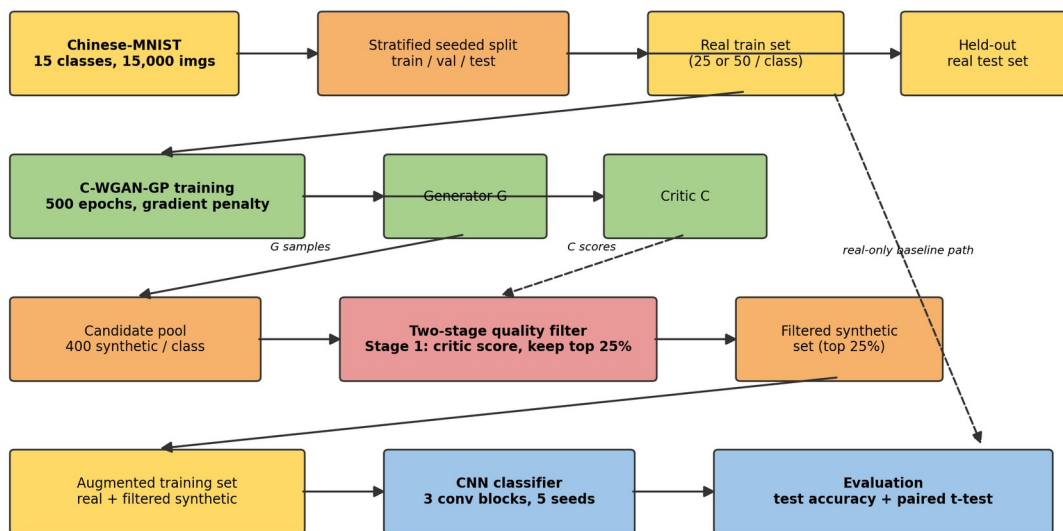 Chinese-MNIST
15 classes, 15,000 imgs
Stratified seeded split
train / val / test
Real train set
(25 or 50 / class)
Held-out
real test set
C-WGAN-GP training
500 epochs, gradient penalty
Generator G
Critic C
G samples
C scores
real-only baseline path
Candidate pool
400 synthetic / class
Two-stage quality filter
Stage 1: critic score, keep top 25%
Filtered synthetic
set (top 25%)
Augmented training set
real + filtered synthetic
CNN classifier
3 conv blocks, 5 seeds
Evaluation
test accuracy + paired t-test